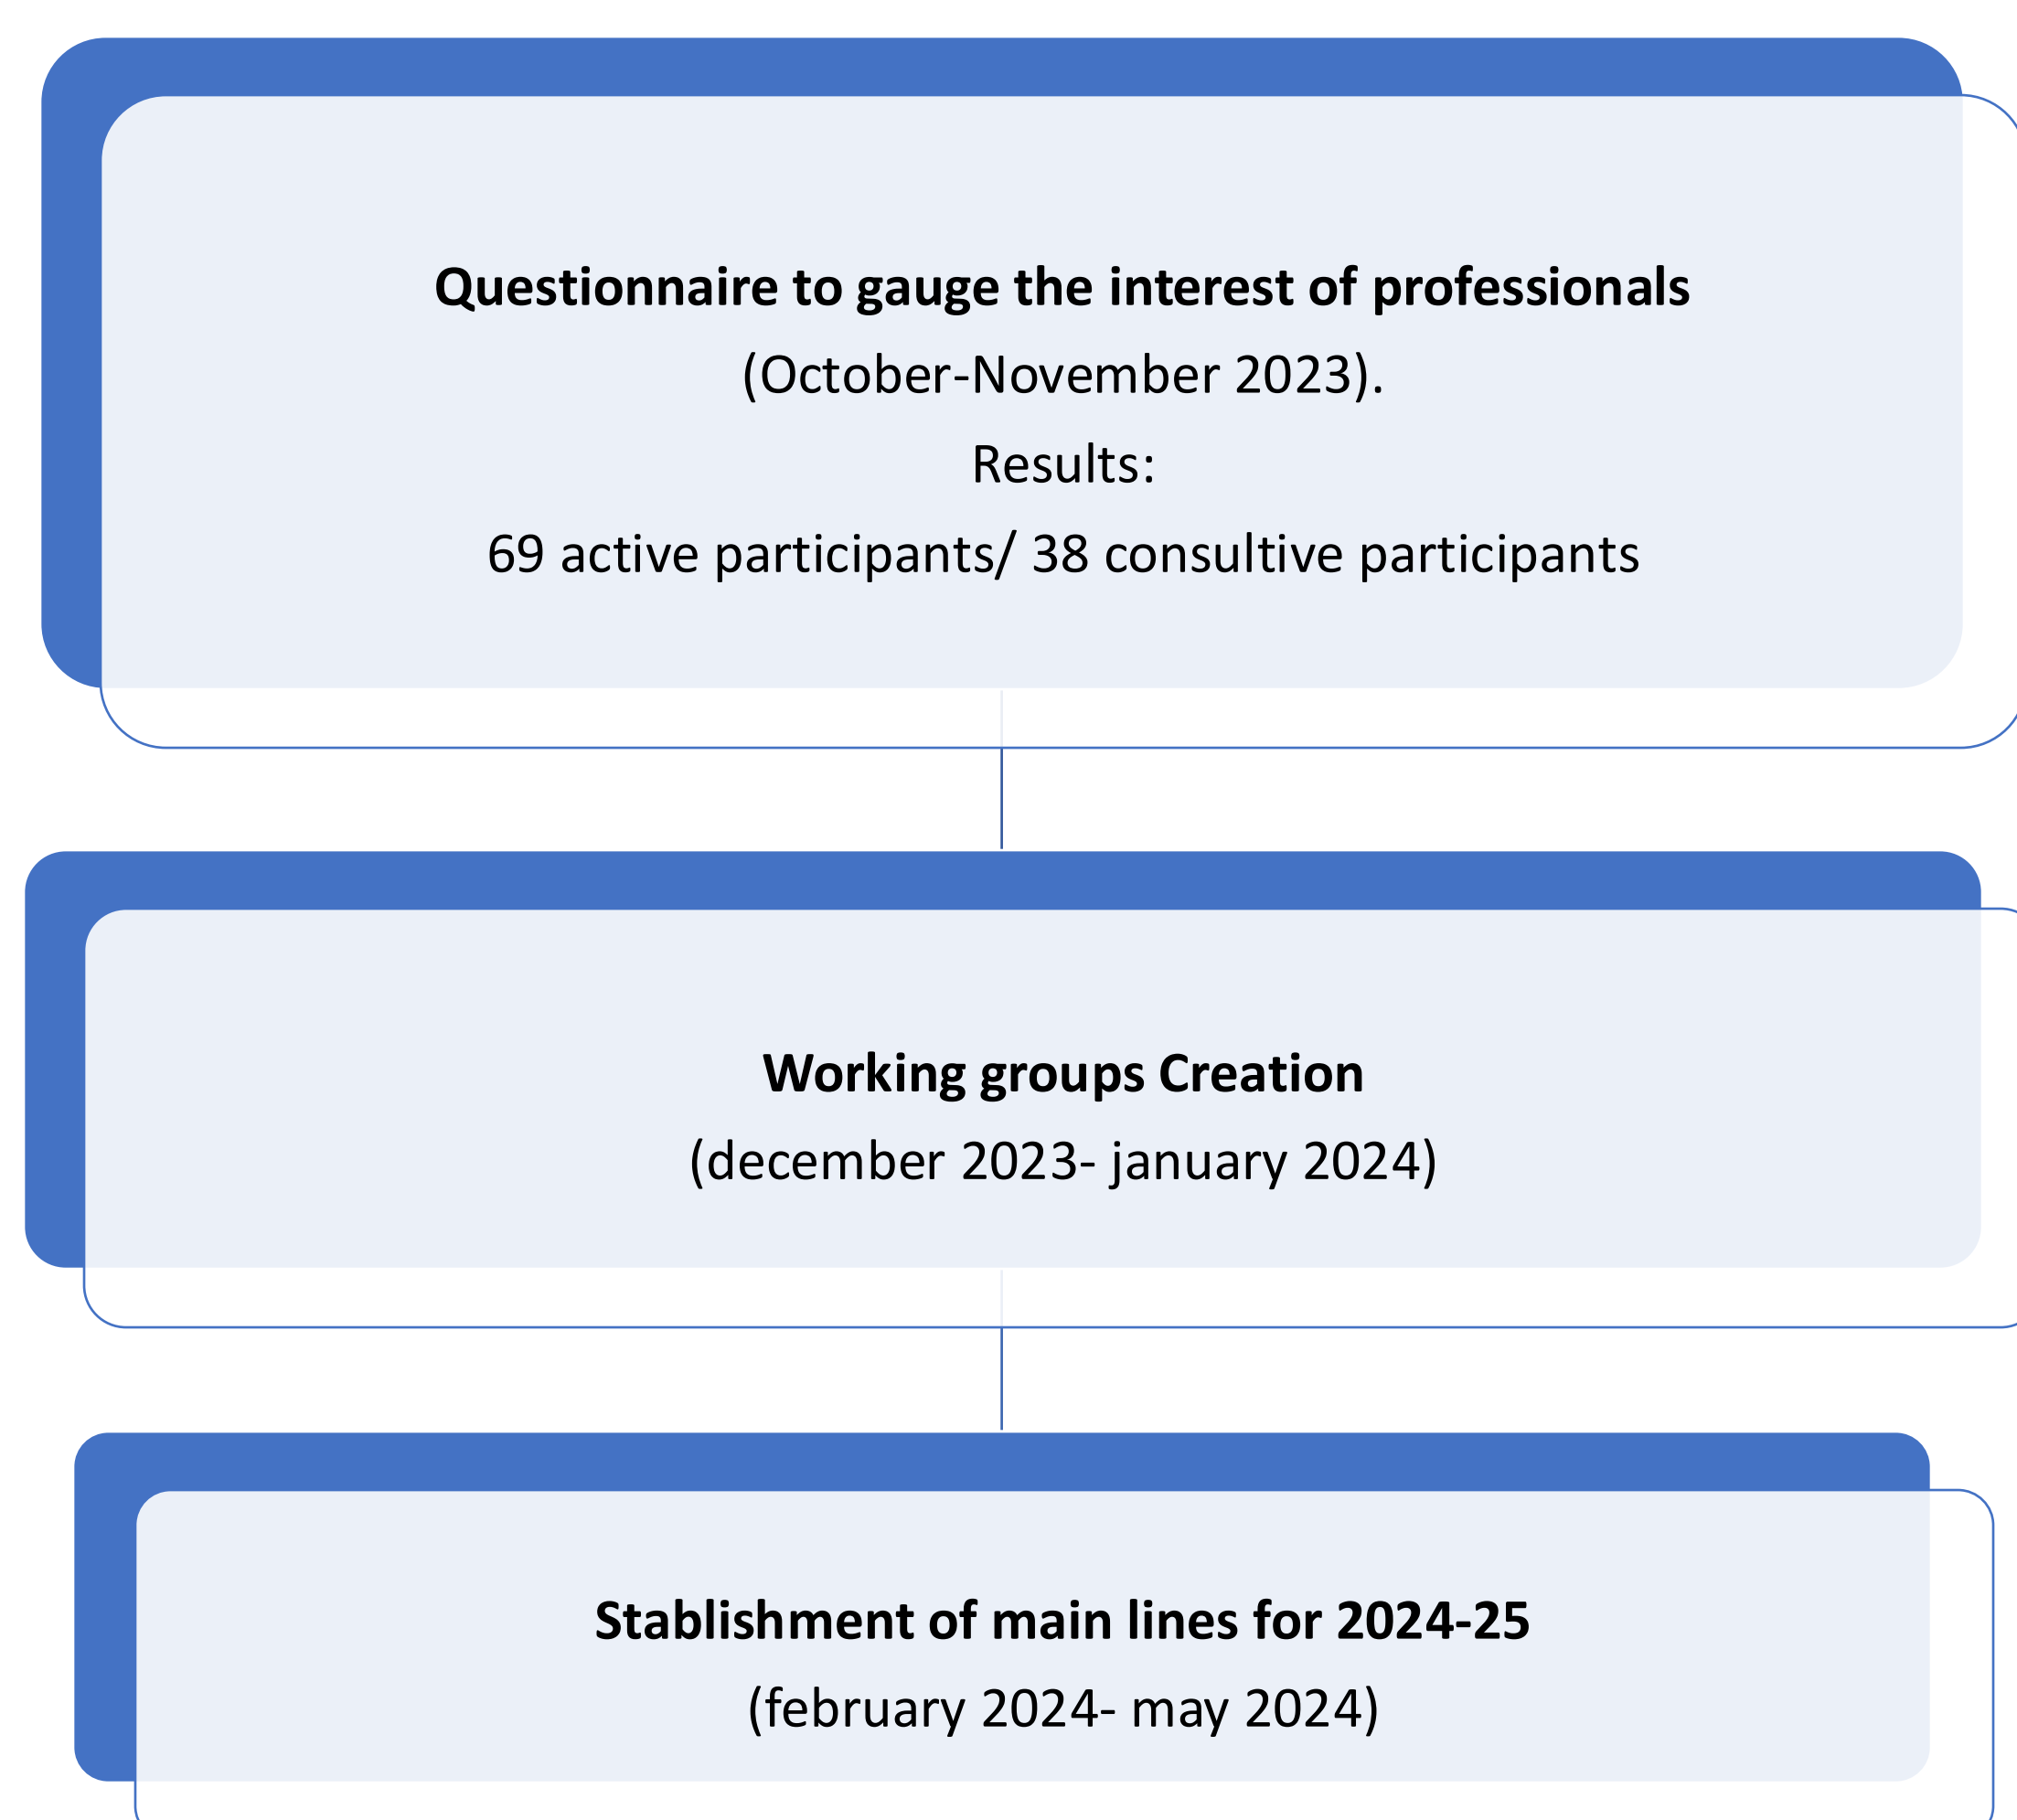 Questionnaire to gauge the interest of professionals
(October-November 2023).
Results:
69 active participants/ 38 consultive participants
Working groups Creation
(december 2023- january 2024)
Stablishment of main lines for 2024-25
(february 2024- may 2024)